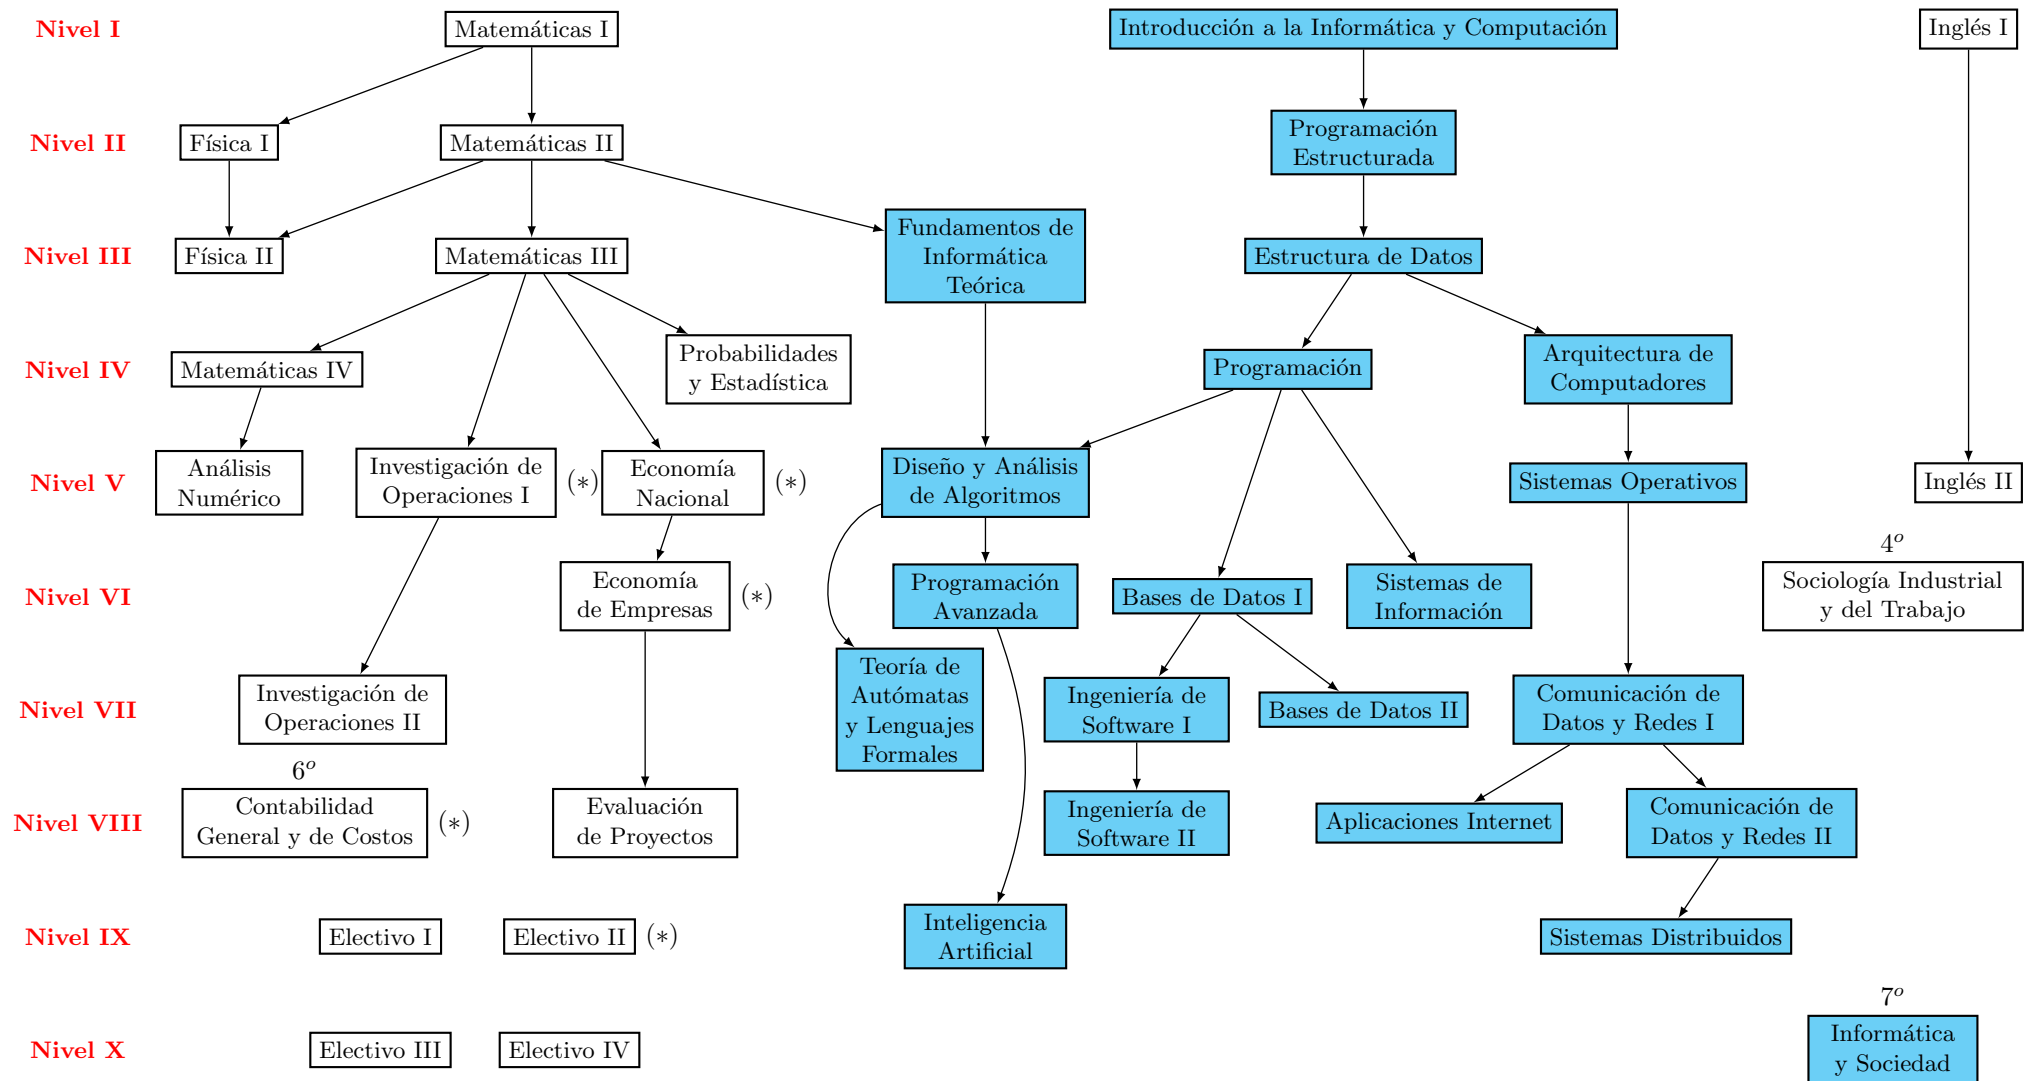 Nivel I
Matemáticas I
Introducción a la Informática y Computación
Inglés I
Nivel II
Física I
Matemáticas II
Programación
Estructurada
Nivel III
Física II
Matemáticas III
Fundamentos de
Informática
Teórica
Estructura de Datos
Nivel IV
Matemáticas IV
Probabilidades
y Estadística
Programación
Arquitectura de
Computadores
Nivel V
Análisis
Numérico
Investigación de
Operaciones I
(*)
Economía
Nacional
(*)
Diseño y Análisis
de Algoritmos
Sistemas Operativos
Inglés II
Nivel VI
Economía
de Empresas
(*)
Programación
Avanzada
Bases de Datos I
Sistemas de
Información
4º
Sociología Industrial
y del Trabajo
Nivel VII
Investigación de
Operaciones II
Teoría de
Autómatas
y Lenguajes
Formales
Ingeniería de
Software I
Bases de Datos II
Comunicación de
Datos y Redes I
Nivel VIII
6º
Contabilidad
General y de Costos
(*)
Evaluación
de Proyectos
Ingeniería de
Software II
Aplicaciones Internet
Comunicación de
Datos y Redes II
Nivel IX
Electivo I
Electivo II
(*)
Inteligencia
Artificial
Sistemas Distribuidos
Nivel X
Electivo III
Electivo IV
7º
Informática
y Sociedad